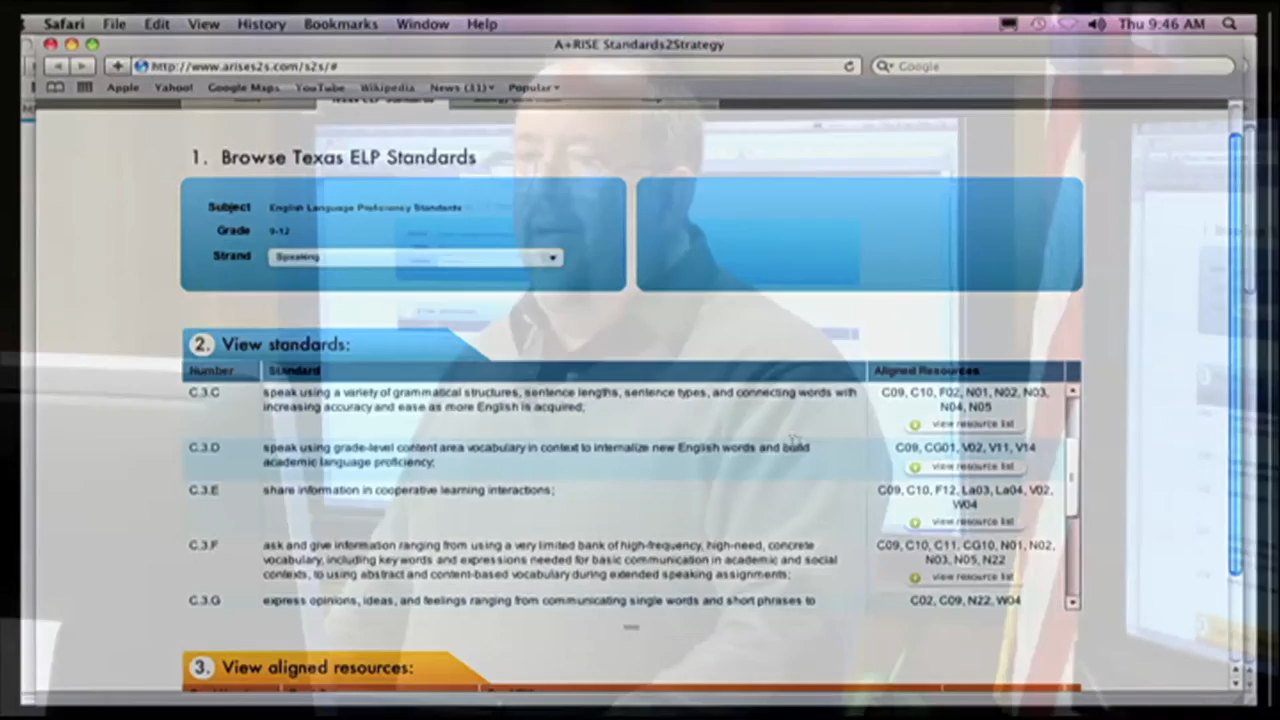 Safari File Edit View History Bookmarks Window Help Thu 9:46 AM
A+RISE Standards2Strategy
http://www.arises2s.com/s2s/#
Google
Apple Yahoo! Google Maps YouTube Wikipedia News (11) Popular
Texas ELP Standards
1. Browse Texas ELP Standards
Subject English Language Proficiency Standards
Grade 9-12
Strand Speaking
2. View standards:
Number Standard Aligned Resources
C.3.C speak using a variety of grammatical structures, sentence lengths, sentence types, and connecting words with C09, C10, F02, N01, N02, N03,
increasing accuracy and ease as more English is acquired; N04, N05
view resource list
C.3.D speak using grade-level content area vocabulary in context to internalize new English words and build C09, CG01, V02, V11, V14
academic language proficiency; view resource list
C.3.E share information in cooperative learning interactions; C09, C10, F12, La03, La04, V02,
W04
view resource list
C.3.F ask and give information ranging from using a very limited bank of high-frequency, high-need, concrete C09, C10, C11, CG10, N01, N02,
vocabulary, including key words and expressions needed for basic communication in academic and social N03, N05, N22
contexts, to using abstract and content-based vocabulary during extended speaking assignments; view resource list
C.3.G express opinions, ideas, and feelings ranging from communicating single words and short phrases to C02, C09, N22, W04
3. View aligned resources: